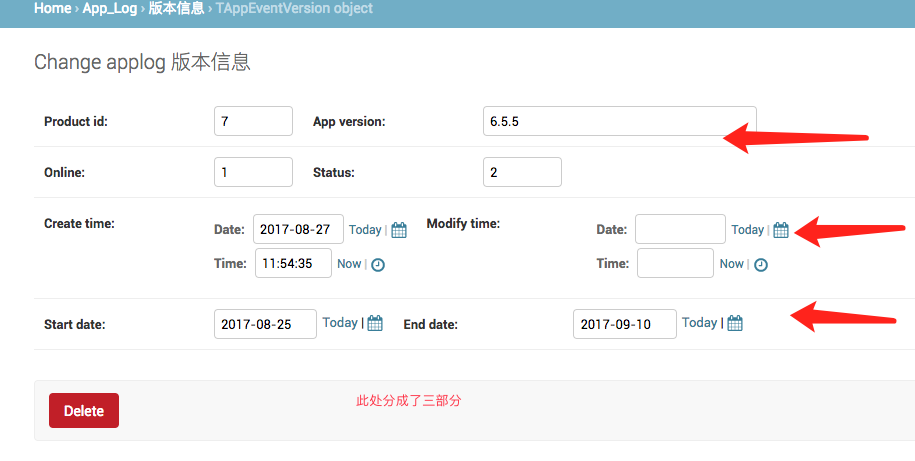 Home › App_Log › 版本信息 › TAppEventVersion object
Change applog 版本信息
Product id: 7 App version: 6.5.5
Online: 1 Status: 2
Create time: Date: 2017-08-27 Today | Modify time: Date: Today |
Time: 11:54:35 Now | Time: Now |
Start date: 2017-08-25 Today | End date: 2017-09-10 Today |
此处分成了三部分
Delete